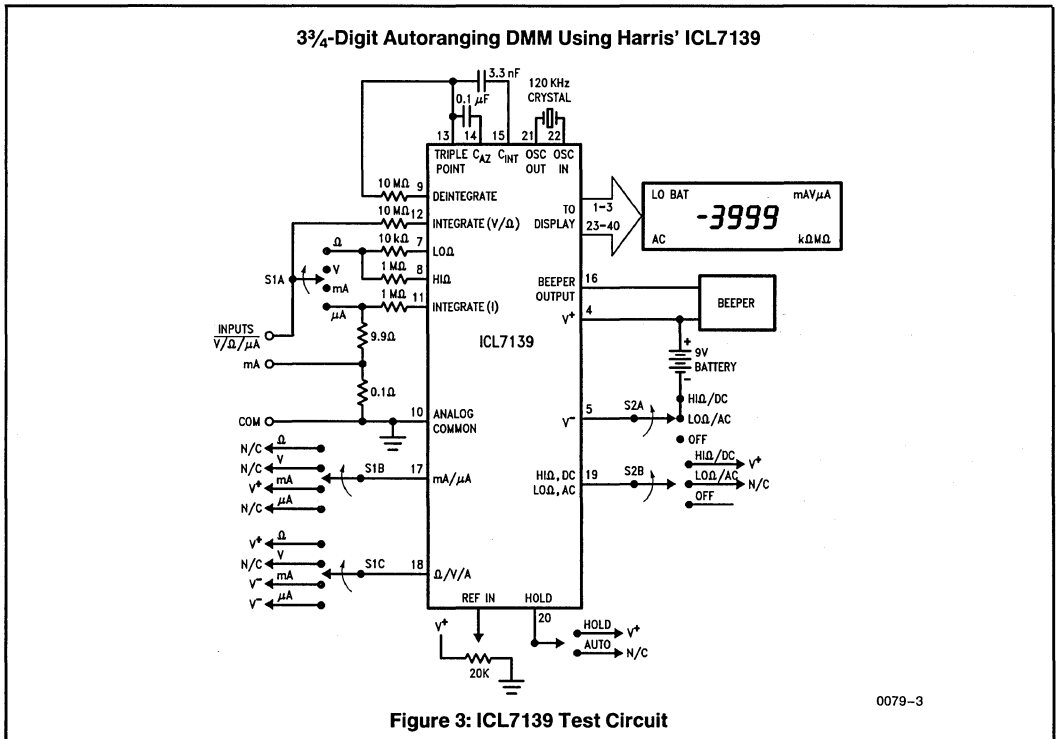 3¾-Digit Autoranging DMM Using Harris' ICL7139
3.3 nF
0.1 µF
120 KHz
CRYSTAL
13 14 15 21 22
TRIPLE POINT
C_AZ
C_INT
OSC OUT
OSC IN
10 MΩ 9 DEINTEGRATE
10 MΩ 12 INTEGRATE (V/Ω)
10 kΩ 7 LOΩ
1 MΩ 8 HIΩ
1 MΩ 11 INTEGRATE (I)
Ω
V
mA
µA
S1A
INPUTS
V/Ω/µA
mA
9.9Ω
0.1Ω
COM
10 ANALOG COMMON
ICL7139
TO DISPLAY
1-3
23-40
LO BAT mAVµA
-3999
AC kΩMΩ
BEEPER OUTPUT 16
BEEPER
V+ 4
+
9V
BATTERY
-
V- 5 S2A
HIΩ/DC
LOΩ/AC
OFF
HIΩ, DC
LOΩ, AC
19 S2B
HIΩ/DC V+
LOΩ/AC N/C
OFF
N/C Ω
N/C V
V+ mA
N/C µA
S1B 17 mA/µA
V+ Ω
N/C V
V- mA
V- µA
S1C 18 Ω/V/A
REF IN HOLD
20
V+
20K
HOLD V+
AUTO N/C
0079-3
Figure 3: ICL7139 Test Circuit